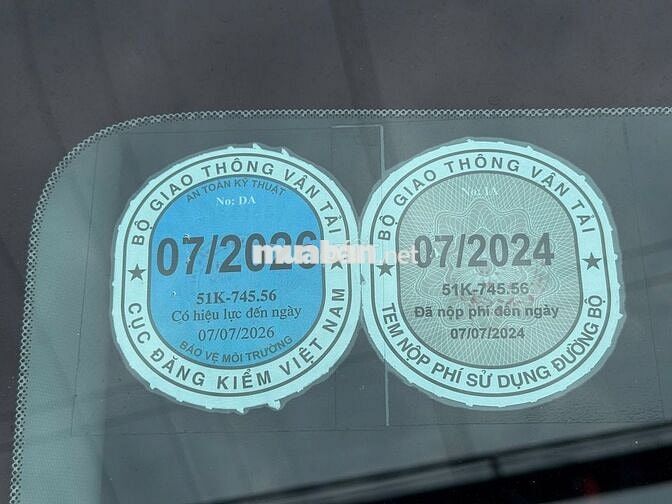 BỘ GIAO THÔNG VẬN TẢI
AN TOÀN KỸ THUẬT
No: DA
07/2026
51K-745.56
Có hiệu lực đến ngày
07/07/2026
BẢO VỆ MÔI TRƯỜNG
CỤC ĐĂNG KIỂM VIỆT NAM
BỘ GIAO THÔNG VẬN TẢI
No: IA
07/2024
51K-745.56
Đã nộp phí đến ngày
07/07/2024
TEM NỘP PHÍ SỬ DỤNG ĐƯỜNG BỘ
muaban.net